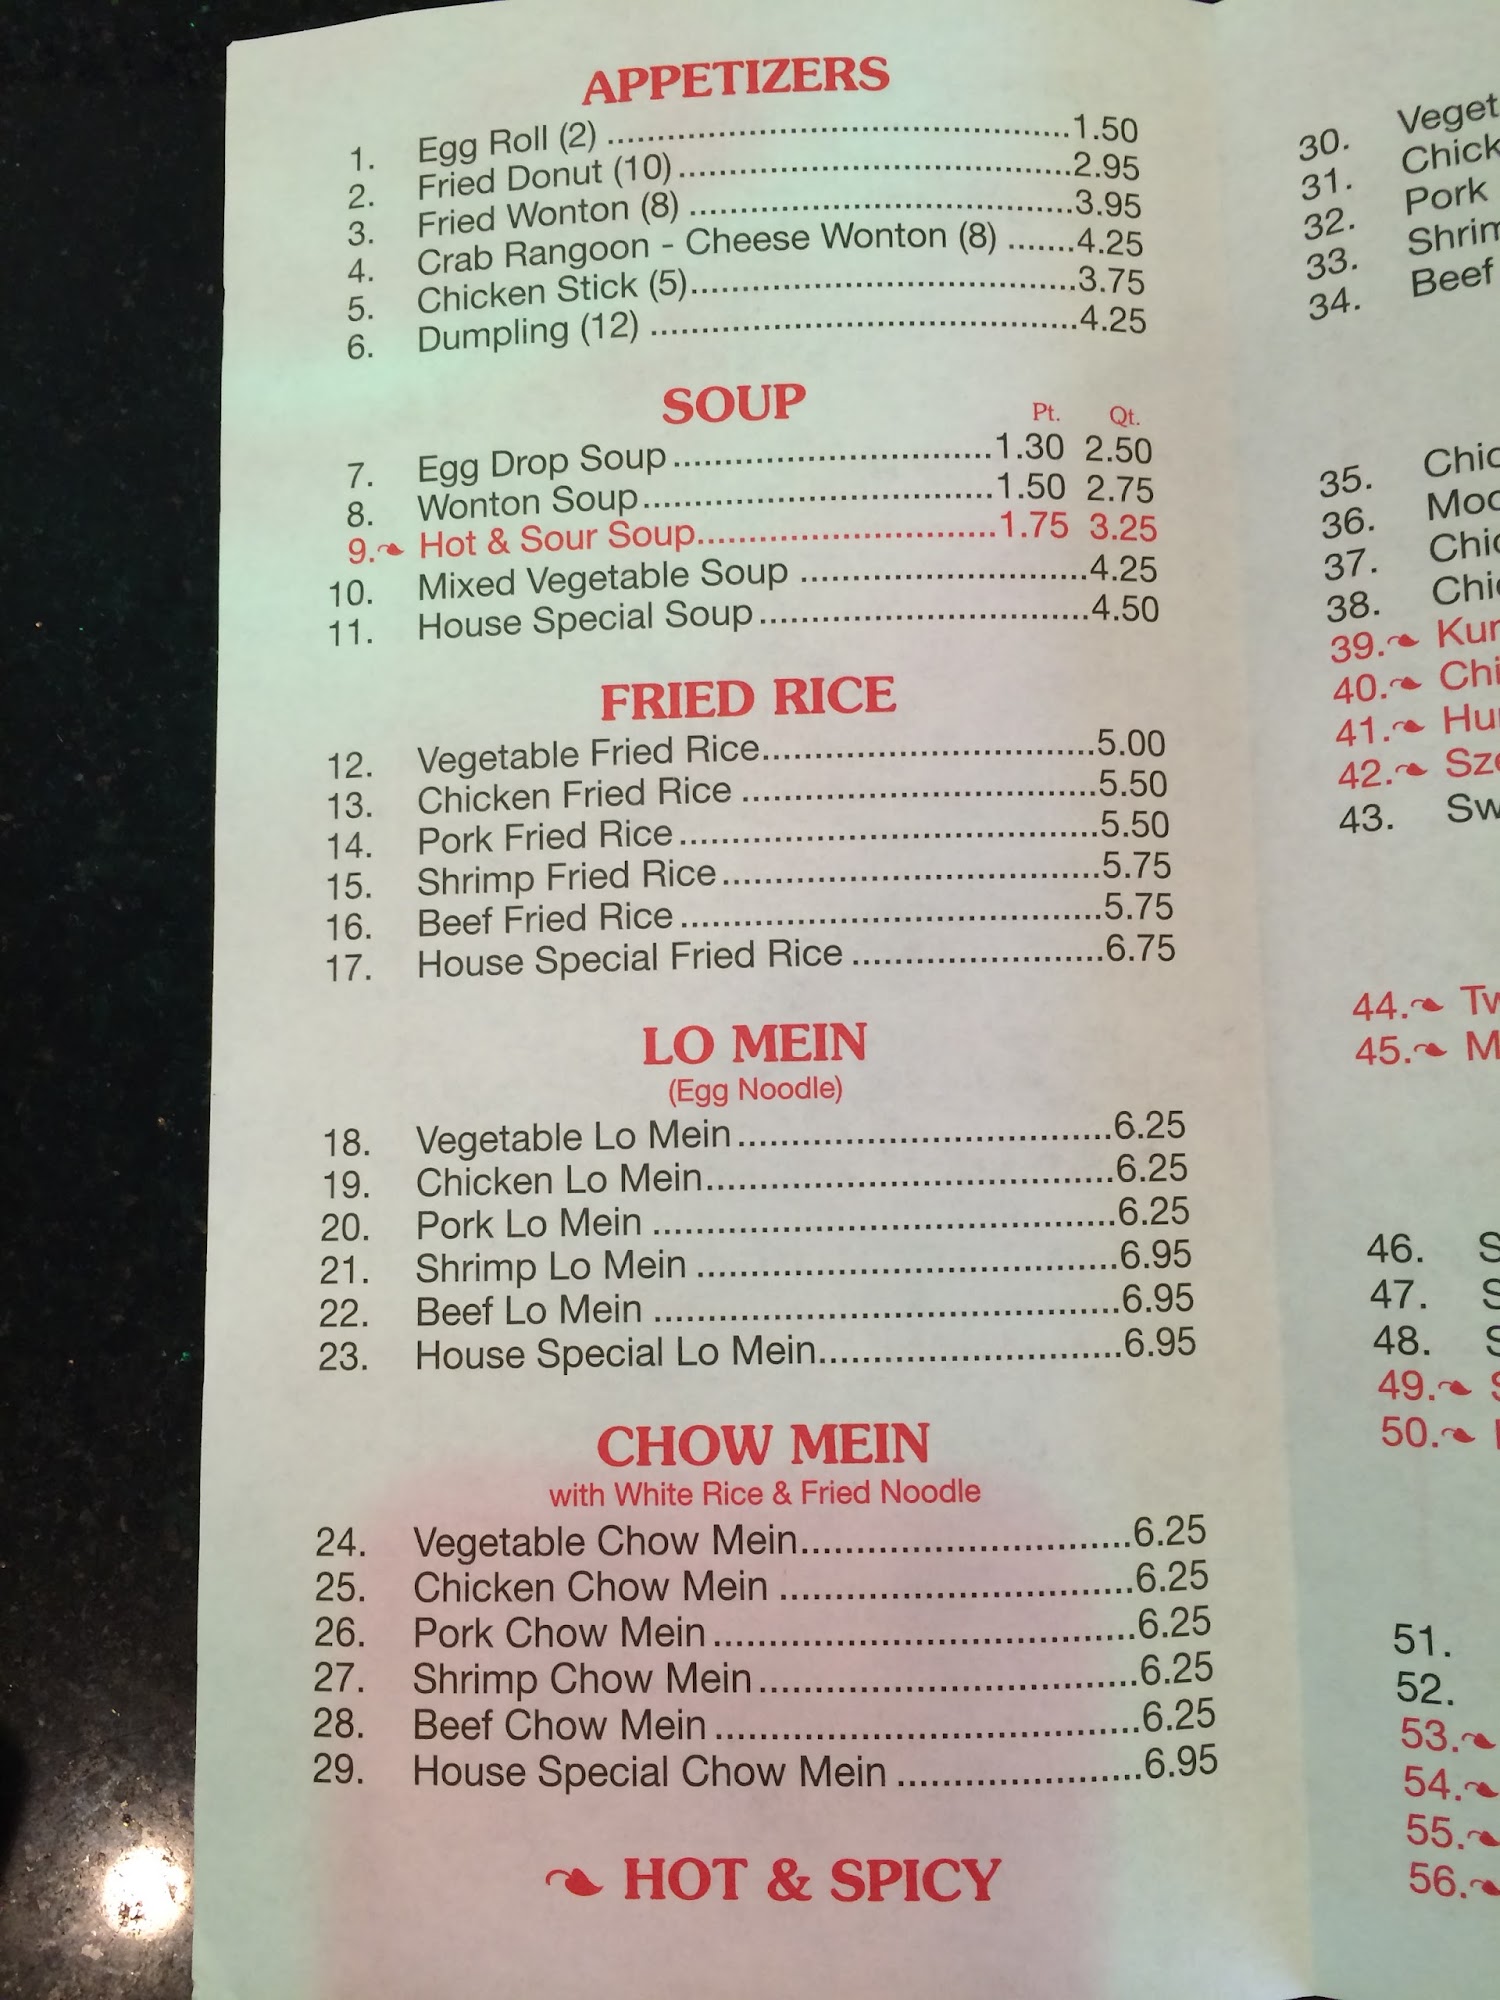 APPETIZERS
1. Egg Roll (2) ............ 1.50
2. Fried Donut (10) ............ 2.95
3. Fried Wonton (8) ............ 3.95
4. Crab Rangoon - Cheese Wonton (8) ....... 4.25
5. Chicken Stick (5) ............ 3.75
6. Dumpling (12) ............ 4.25
SOUP
Pt. Qt.
7. Egg Drop Soup ............ 1.30 2.50
8. Wonton Soup ............ 1.50 2.75
9. Hot & Sour Soup ............ 1.75 3.25
10. Mixed Vegetable Soup ............ 4.25
11. House Special Soup ............ 4.50
FRIED RICE
12. Vegetable Fried Rice ............ 5.00
13. Chicken Fried Rice ............ 5.50
14. Pork Fried Rice ............ 5.50
15. Shrimp Fried Rice ............ 5.75
16. Beef Fried Rice ............ 5.75
17. House Special Fried Rice ............ 6.75
LO MEIN
(Egg Noodle)
18. Vegetable Lo Mein ............ 6.25
19. Chicken Lo Mein ............ 6.25
20. Pork Lo Mein ............ 6.25
21. Shrimp Lo Mein ............ 6.95
22. Beef Lo Mein ............ 6.95
23. House Special Lo Mein ............ 6.95
CHOW MEIN
with White Rice & Fried Noodle
24. Vegetable Chow Mein ............ 6.25
25. Chicken Chow Mein ............ 6.25
26. Pork Chow Mein ............ 6.25
27. Shrimp Chow Mein ............ 6.25
28. Beef Chow Mein ............ 6.25
29. House Special Chow Mein ............ 6.95
HOT & SPICY
30.
31.
32. Pork
33.
34. Beef
35.
36.
37.
38.
39.
40.
41.
42.
43.
44.
45.
46.
47.
48.
49.
50.
51.
52.
53.
54.
55.
56.